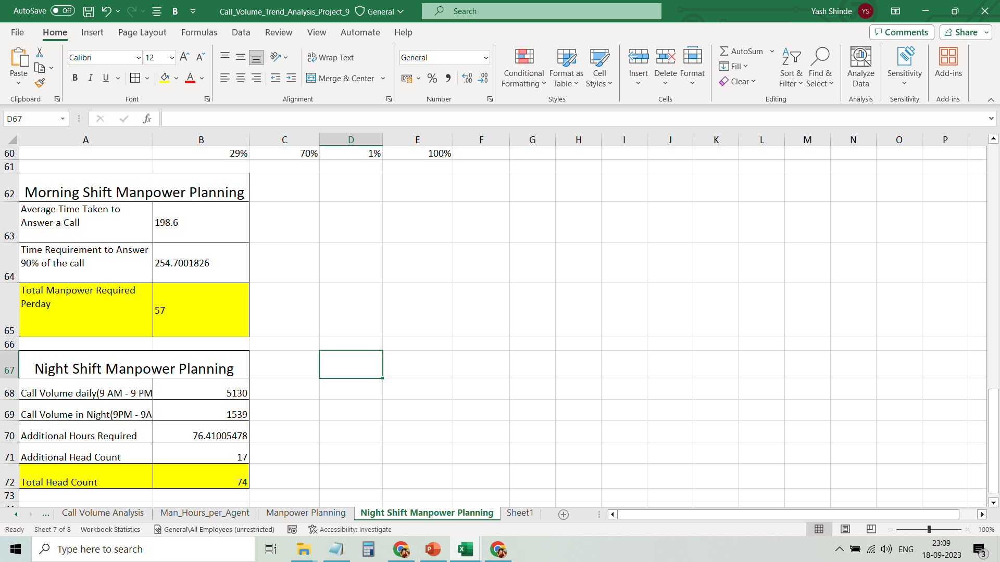 AutoSave Off
Call_Volume_Trend_Analysis_Project_9 General
Search
Yash Shinde YS
File Home Insert Page Layout Formulas Data Review View Automate Help
Comments Share
Paste
Clipboard
Calibri 12
B I U
Font
Wrap Text
Merge & Center
Alignment
General
Number
Conditional Formatting
Format as Table
Cell Styles
Styles
Insert Delete Format
Cells
AutoSum
Fill
Clear
Sort & Filter
Find & Select
Editing
Analyze Data
Analysis
Sensitivity
Sensitivity
Add-ins
Add-ins
D67
fx
A B C D E F G H I J K L M N O P
60 29% 70% 1% 100%
61
62 Morning Shift Manpower Planning
Average Time Taken to
Answer a Call 198.6
63
Time Requirement to Answer
90% of the call 254.7001826
64
Total Manpower Required
Perday
57
65
66
67 Night Shift Manpower Planning
68 Call Volume daily(9 AM - 9 PM 5130
69 Call Volume in Night(9PM - 9A 1539
70 Additional Hours Required 76.41005478
71 Additional Head Count 17
72 Total Head Count 74
73
... Call Volume Analysis Man_Hours_per_Agent Manpower Planning Night Shift Manpower Planning Sheet1
Ready Sheet 7 of 8 Workbook Statistics General\All Employees (unrestricted) Accessibility: Investigate 100%
Type here to search
ENG
23:09
18-09-2023
3